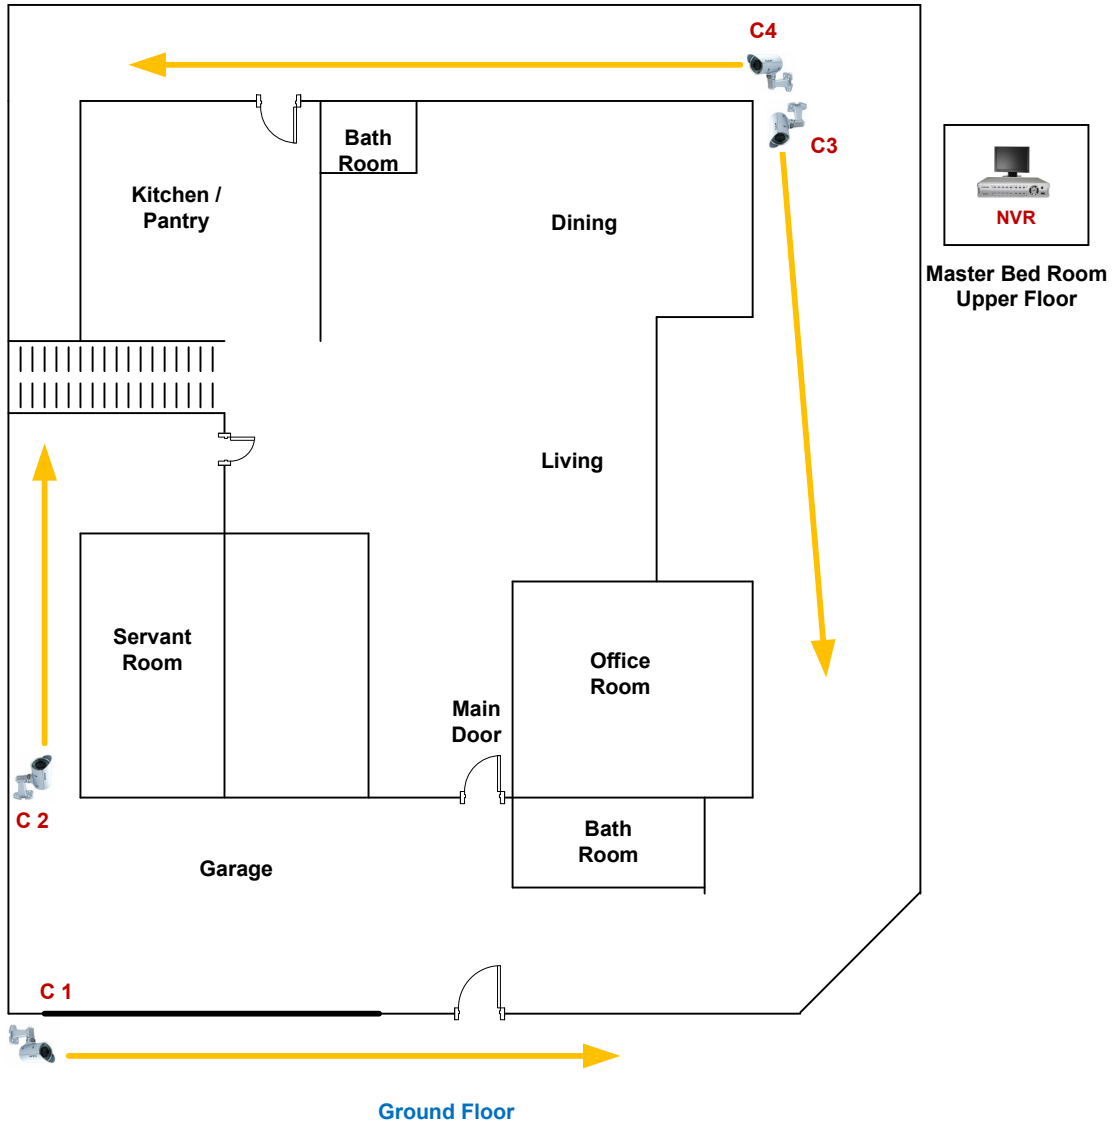 C4
C3
Bath
Room
Kitchen /
Pantry
Dining
NVR
Master Bed Room
Upper Floor
Living
Servant
Room
Office
Room
Main
Door
C 2
Bath
Room
Garage
C 1
Ground Floor